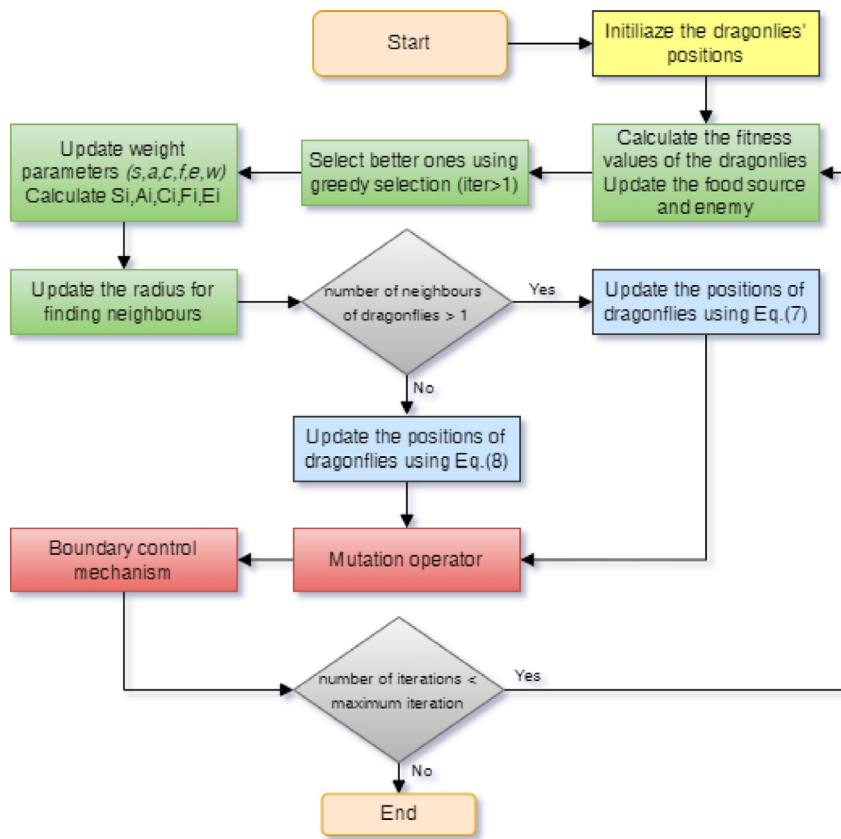 Start
Initiliaze the dragonlies'
positions
Calculate the fitness
values of the dragonlies
Update the food source
and enemy
Select better ones using
greedy selection (iter>1)
Update weight
parameters (s,a,c,f,e,w)
Calculate Si,Ai,Ci,Fi,Ei
Update the radius for
finding neighbours
number of neighbours
of dragonflies > 1
Yes
Update the positions of
dragonflies using Eq.(7)
No
Update the positions of
dragonflies using Eq.(8)
Mutation operator
Boundary control
mechanism
number of iterations <
maximum iteration
Yes
No
End